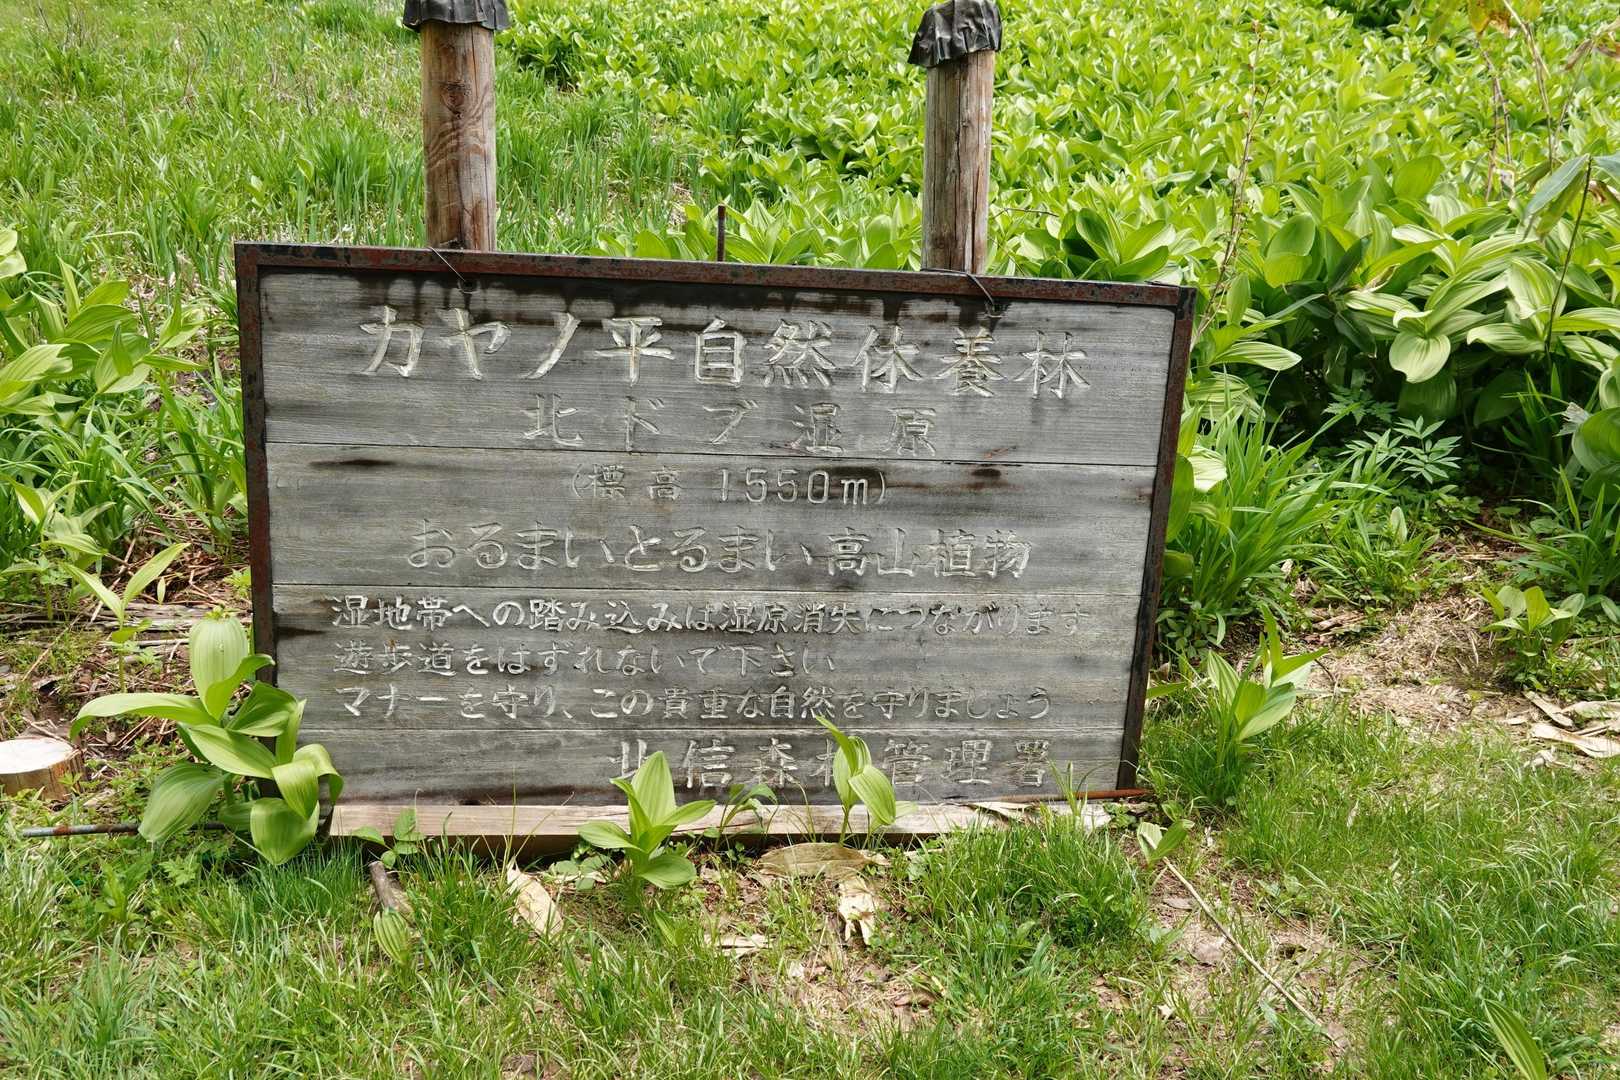 カヤノ平自然休養林
北ドブ湿原
(標高 1550m)
おるまいとるまい高山植物
湿地帯への踏み込みは湿原消失につながります
遊歩道をはずれないで下さい
マナーを守り、この貴重な自然を守りましょう
北信森林管理署